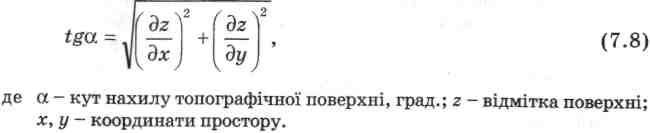 tgα = √((∂z/∂x)² + (∂z/∂y)²), (7.8)
де α – кут нахилу топографічної поверхні, град.; z – відмітка поверхні;
x, y – координати простору.